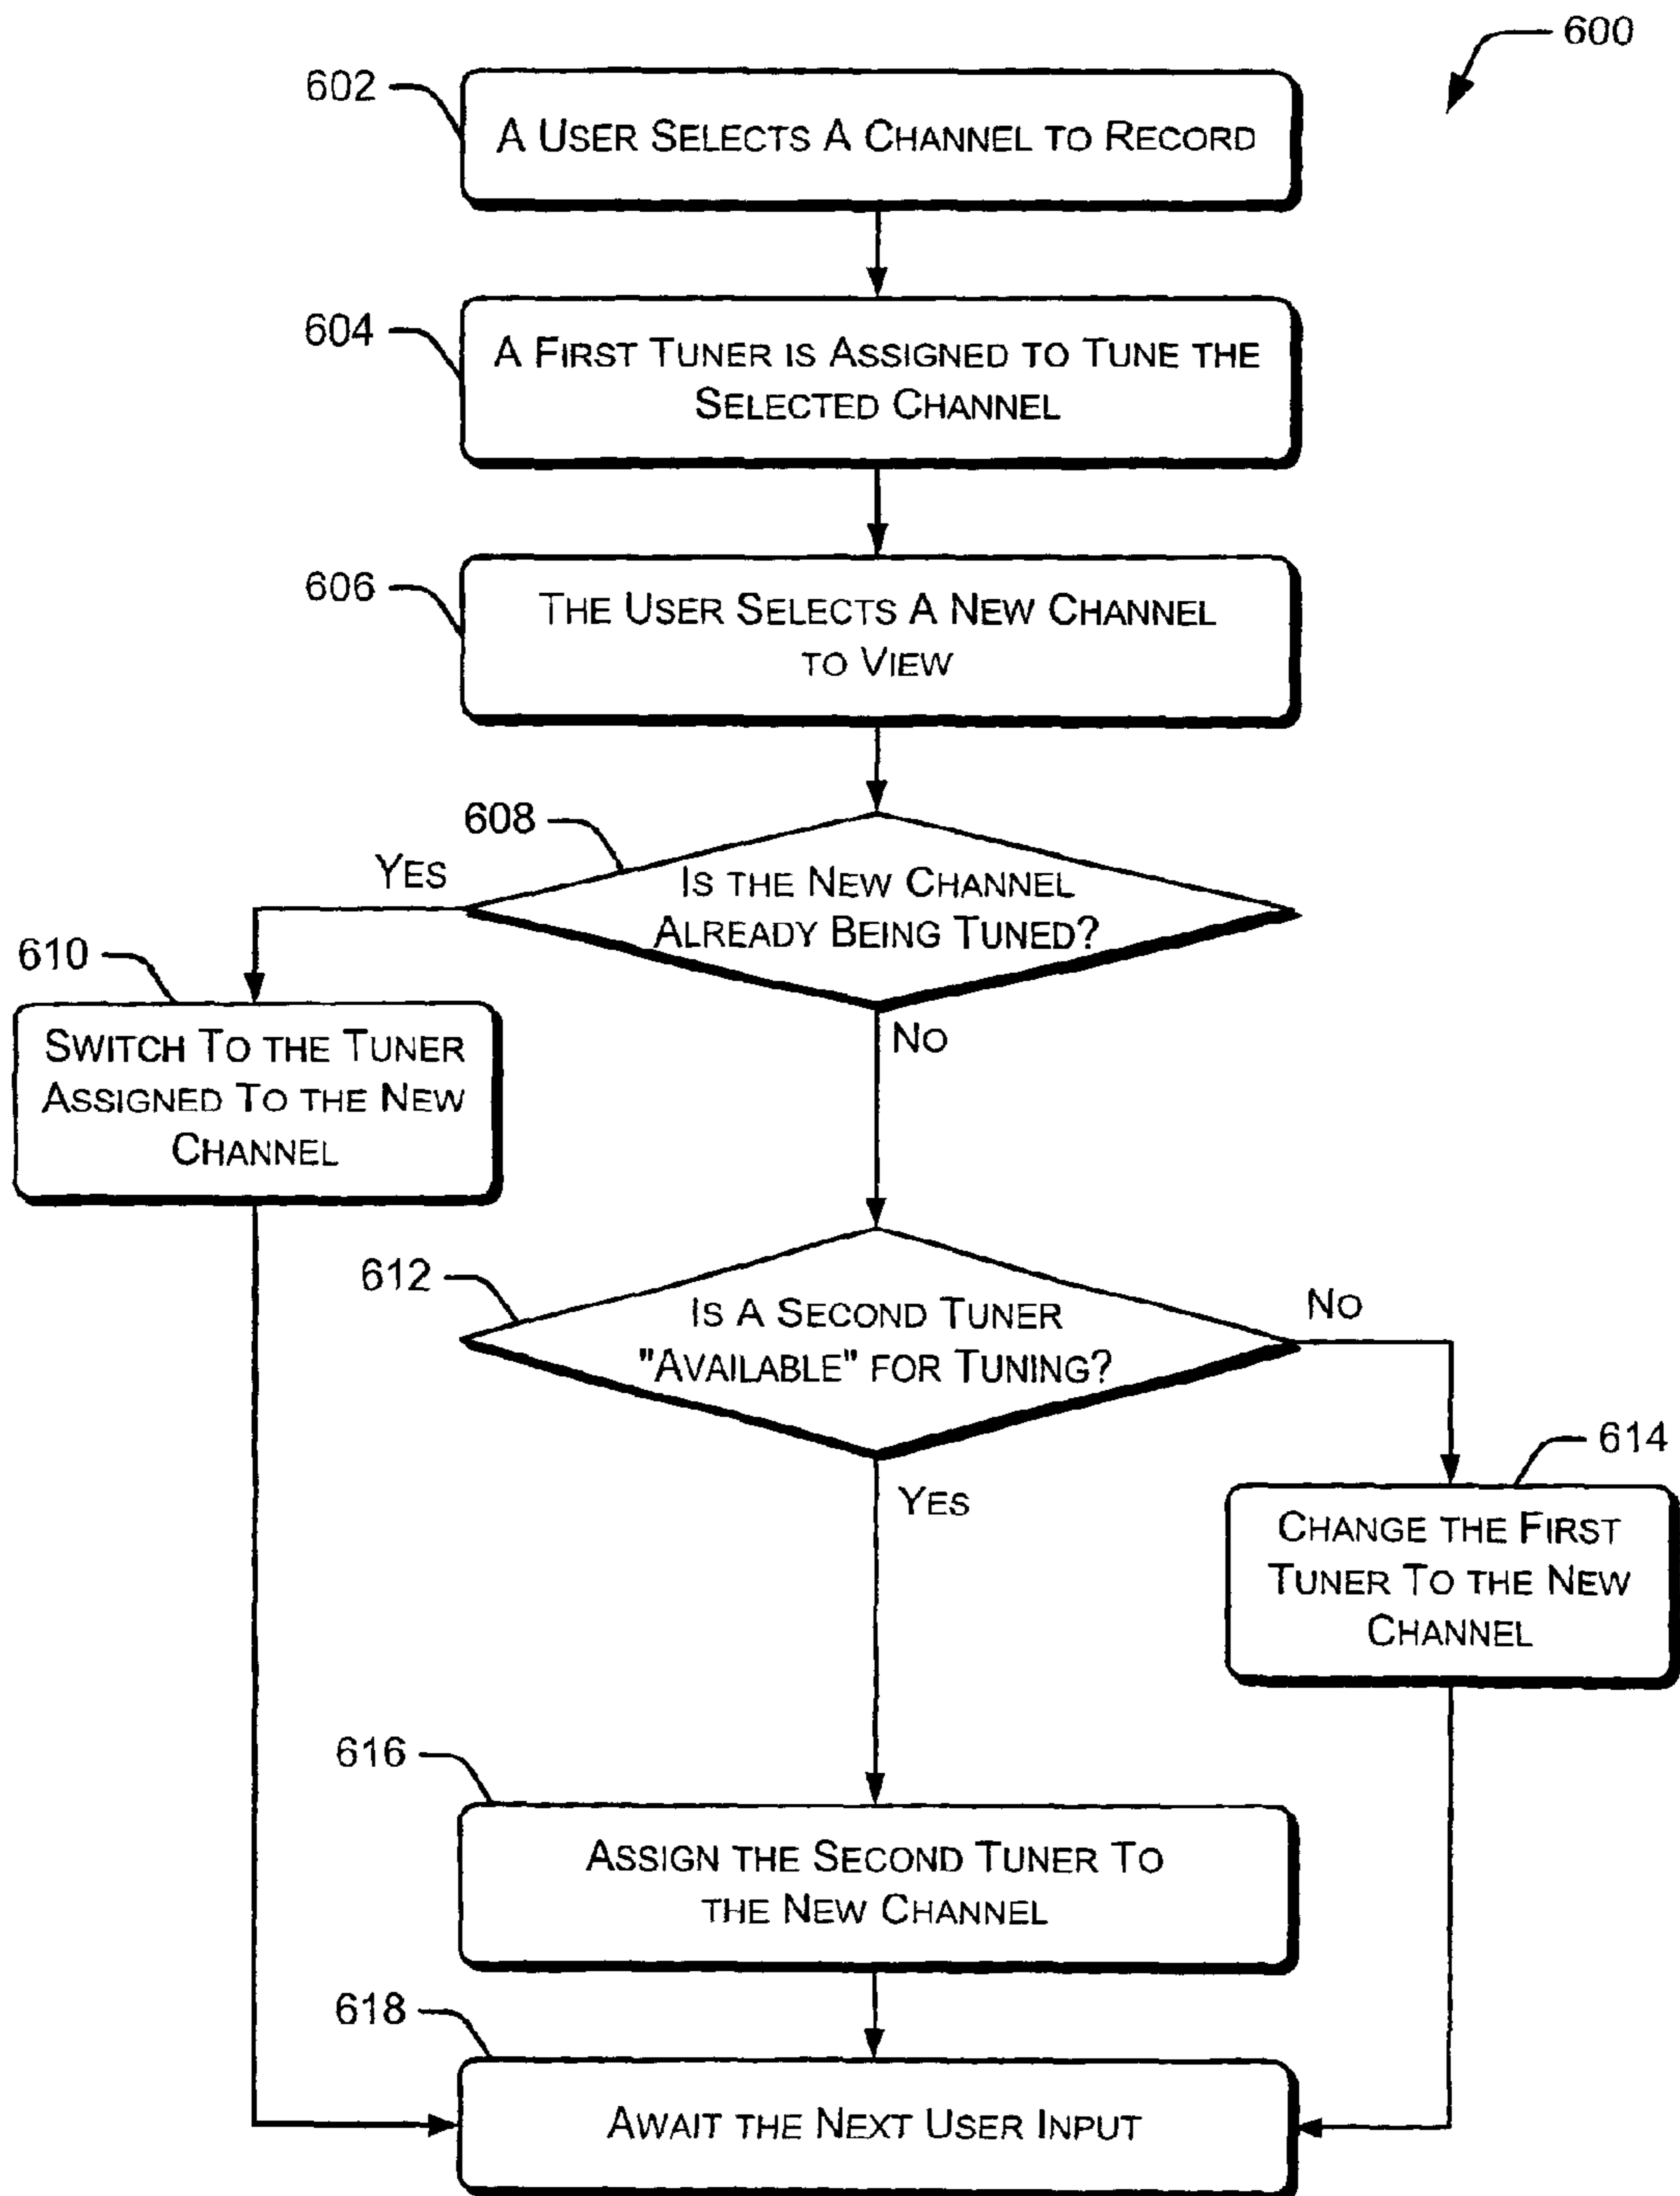 600
602
A USER SELECTS A CHANNEL TO RECORD
604
A FIRST TUNER IS ASSIGNED TO TUNE THE
SELECTED CHANNEL
606
THE USER SELECTS A NEW CHANNEL
TO VIEW
608
YES
IS THE NEW CHANNEL
ALREADY BEING TUNED?
610
NO
SWITCH TO THE TUNER
ASSIGNED TO THE NEW
CHANNEL
612
IS A SECOND TUNER
"AVAILABLE" FOR TUNING?
NO
614
YES
CHANGE THE FIRST
TUNER TO THE NEW
CHANNEL
616
ASSIGN THE SECOND TUNER TO
THE NEW CHANNEL
618
AWAIT THE NEXT USER INPUT